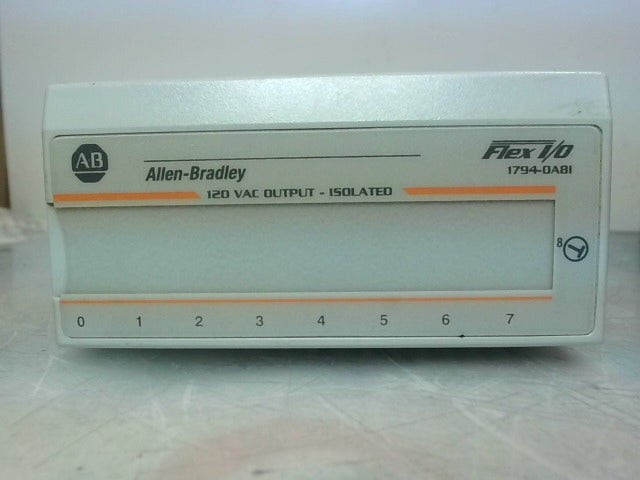 AB
Allen-Bradley
Flex I/O
1794-OA8I
120 VAC OUTPUT - ISOLATED
8
0 1 2 3 4 5 6 7